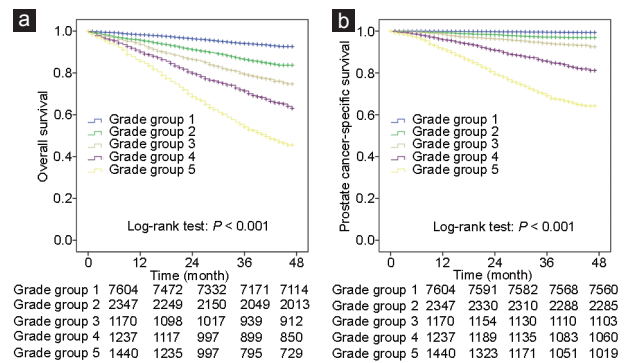 a
Overall survival
1.0
0.8
0.6
0.4
0.2
0.0
Grade group 1
Grade group 2
Grade group 3
Grade group 4
Grade group 5
Log-rank test: P < 0.001
0 12 24 36 48
Time (month)
Grade group 1 7604 7472 7332 7171 7114
Grade group 2 2347 2249 2150 2049 2013
Grade group 3 1170 1098 1017 939 912
Grade group 4 1237 1117 997 899 850
Grade group 5 1440 1235 997 795 729
b
Prostate cancer-specific survival
1.0
0.8
0.6
0.4
0.2
0.0
Grade group 1
Grade group 2
Grade group 3
Grade group 4
Grade group 5
Log-rank test: P < 0.001
0 12 24 36 48
Time (month)
Grade group 1 7604 7591 7582 7568 7560
Grade group 2 2347 2330 2310 2288 2285
Grade group 3 1170 1154 1130 1110 1103
Grade group 4 1237 1189 1135 1083 1060
Grade group 5 1440 1323 1171 1051 1019